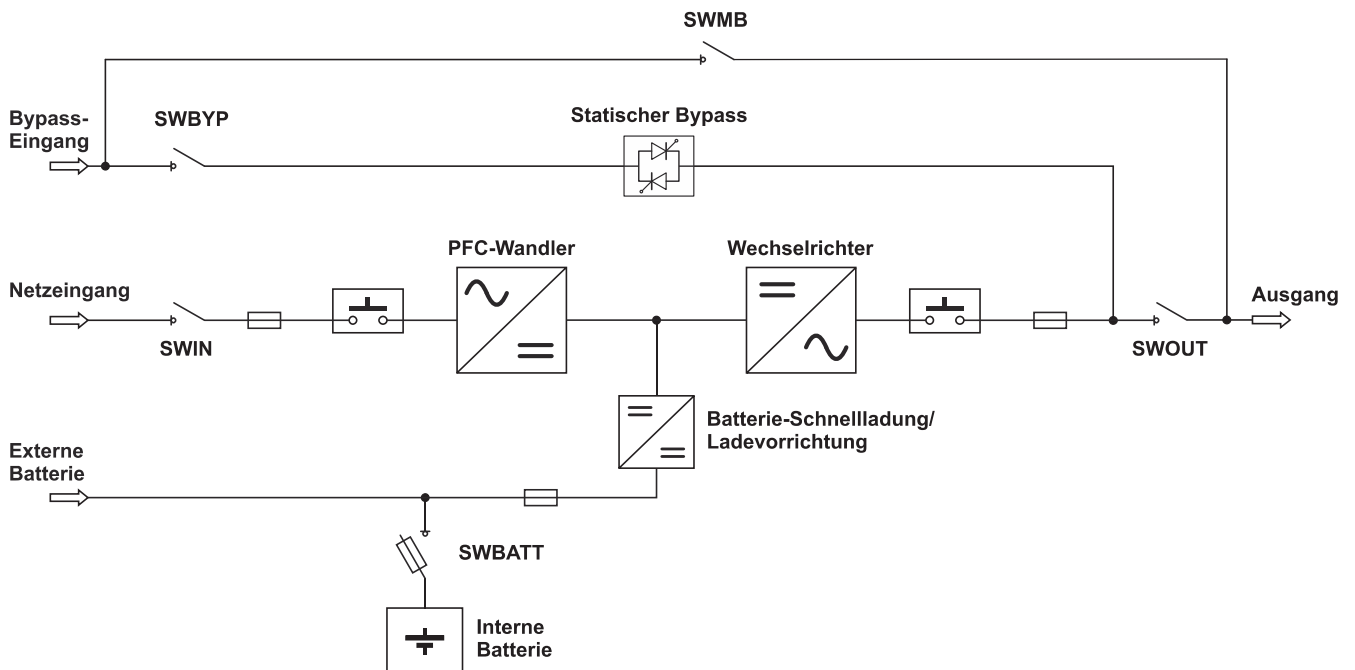 SWMB
Bypass-
Eingang
SWBYP
Statischer Bypass
PFC-Wandler
Wechselrichter
Netzeingang
SWIN
Ausgang
SWOUT
Batterie-Schnellladung/
Ladevorrichtung
Externe
Batterie
SWBATT
Interne
Batterie